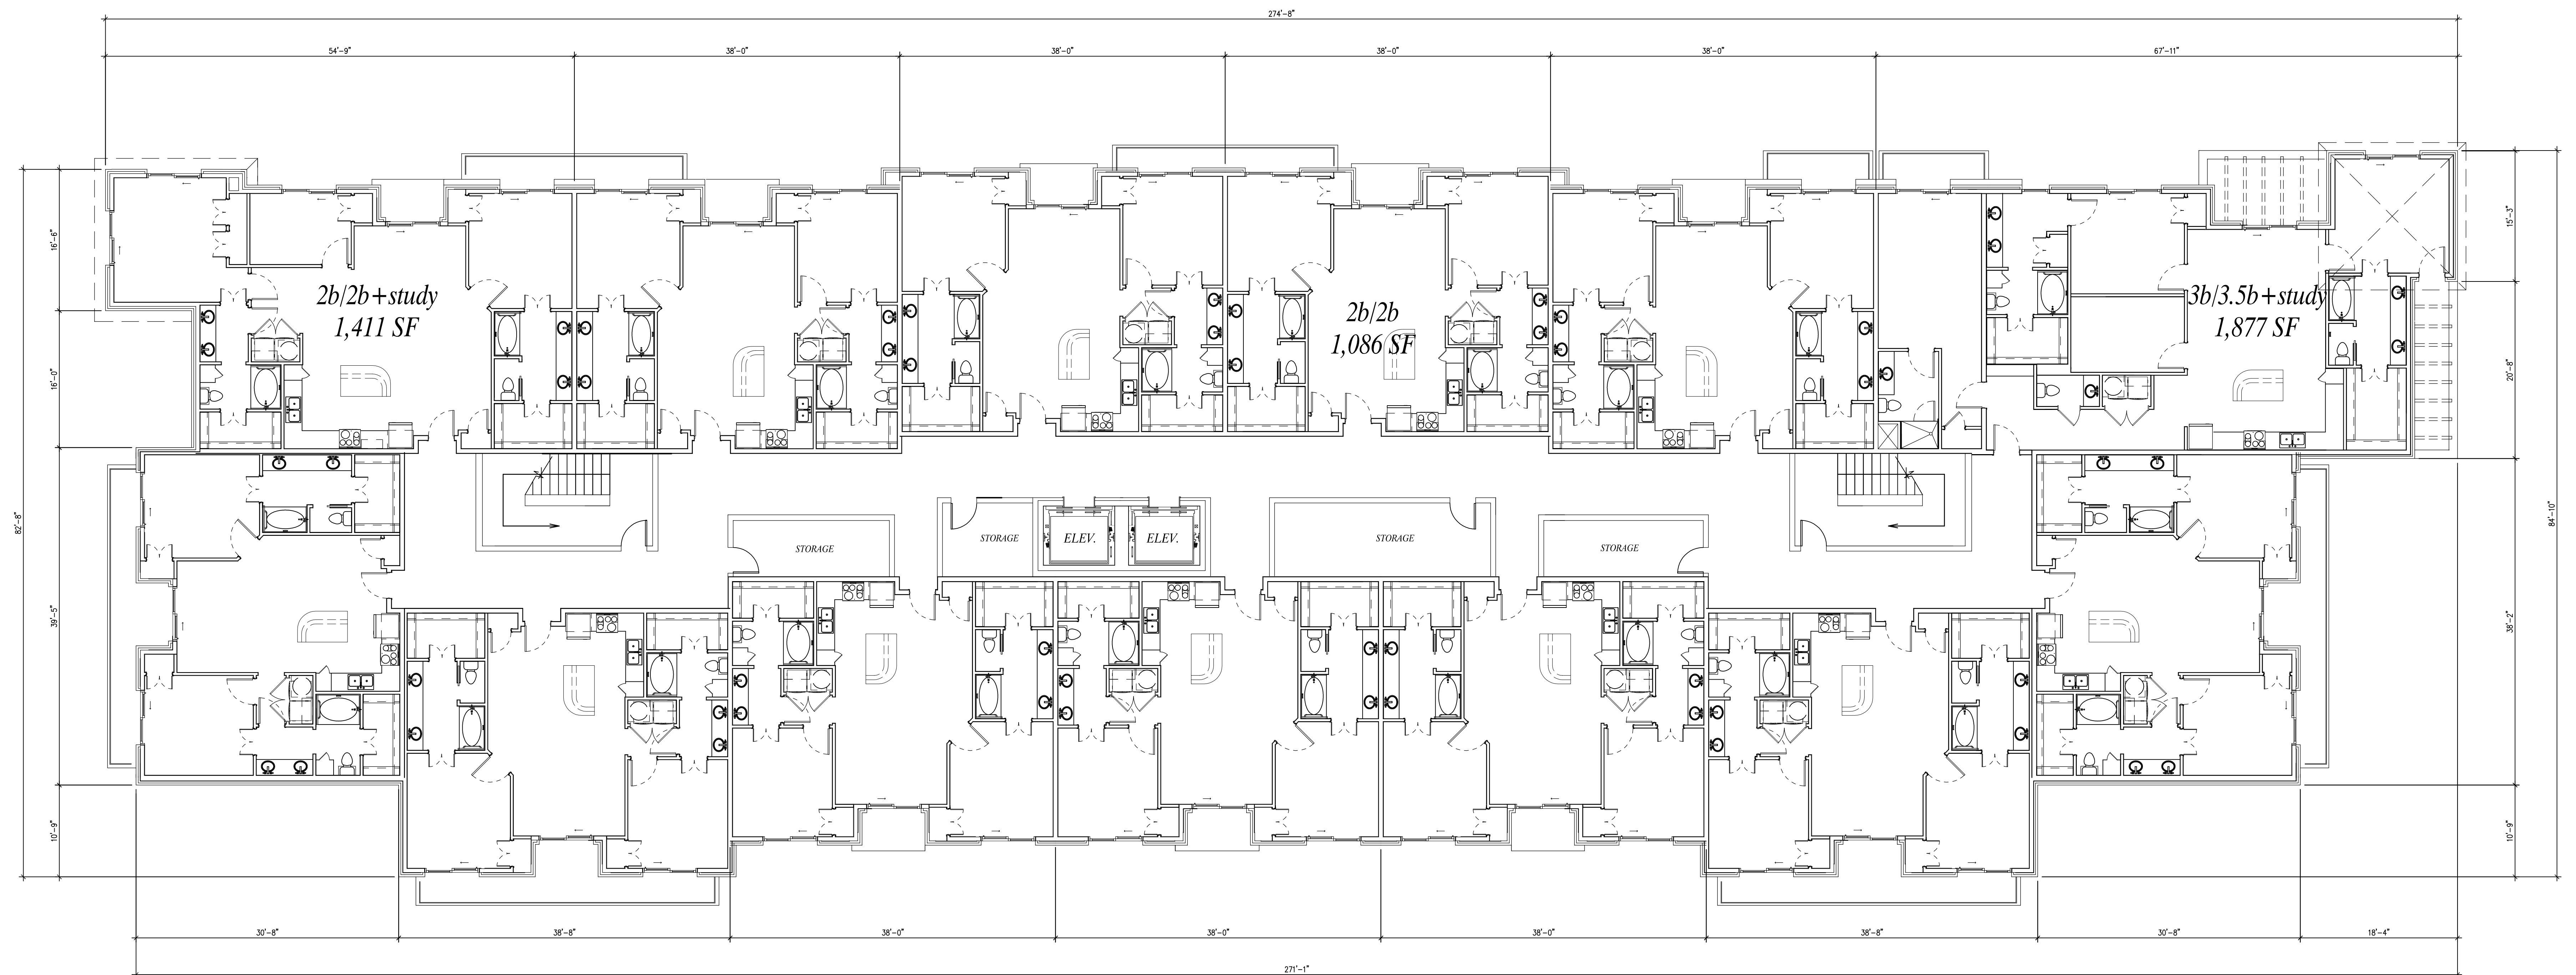 274'-8"
54'-9"
38'-0"
38'-0"
38'-0"
38'-0"
67'-11"
16'-6"
15'-3"
2b/2b+study
1,411 SF
2b/2b
1,086 SF
3b/3.5b+study
1,877 SF
16'-0"
20'-8"
82'-8"
84'-10"
STORAGE
STORAGE
ELEV.
ELEV.
STORAGE
STORAGE
39'-5"
38'-2"
10'-9"
10'-9"
30'-8"
38'-8"
38'-0"
38'-0"
38'-0"
38'-8"
30'-8"
18'-4"
271'-1"